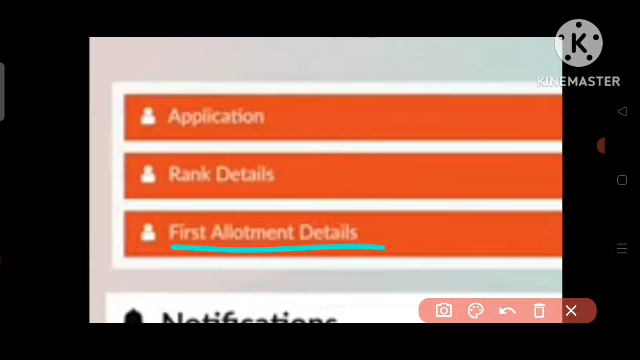 K
KINEMASTER
Application
Rank Details
First Allotment Details
Notifications